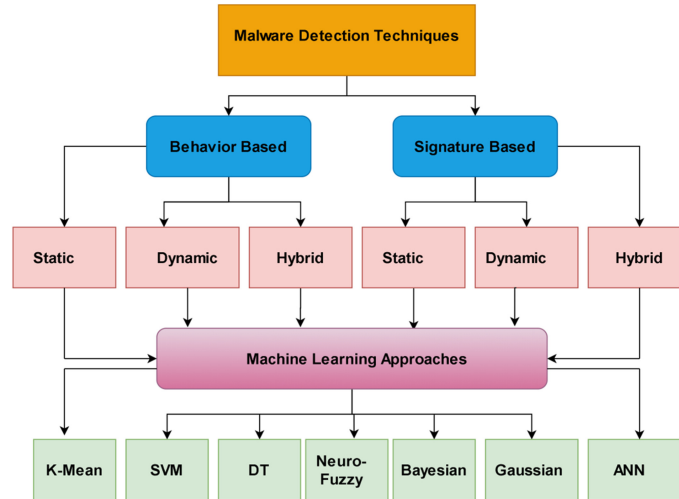 Malware Detection Techniques
Behavior Based
Signature Based
Static
Dynamic
Hybrid
Static
Dynamic
Hybrid
Machine Learning Approaches
K-Mean
SVM
DT
Neuro-
Fuzzy
Bayesian
Gaussian
ANN